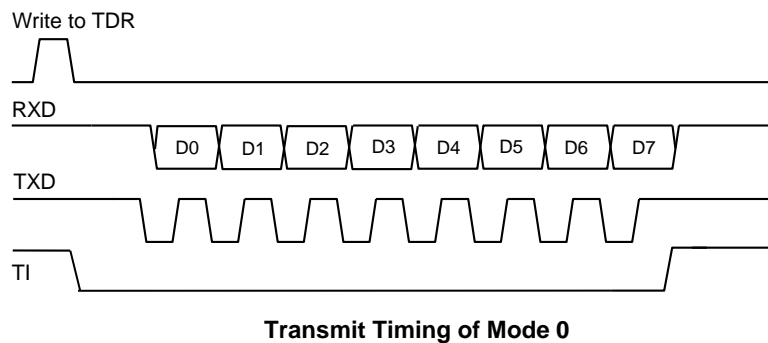 Write to TDR
RXD
D0 D1 D2 D3 D4 D5 D6 D7
TXD
TI
Transmit Timing of Mode 0